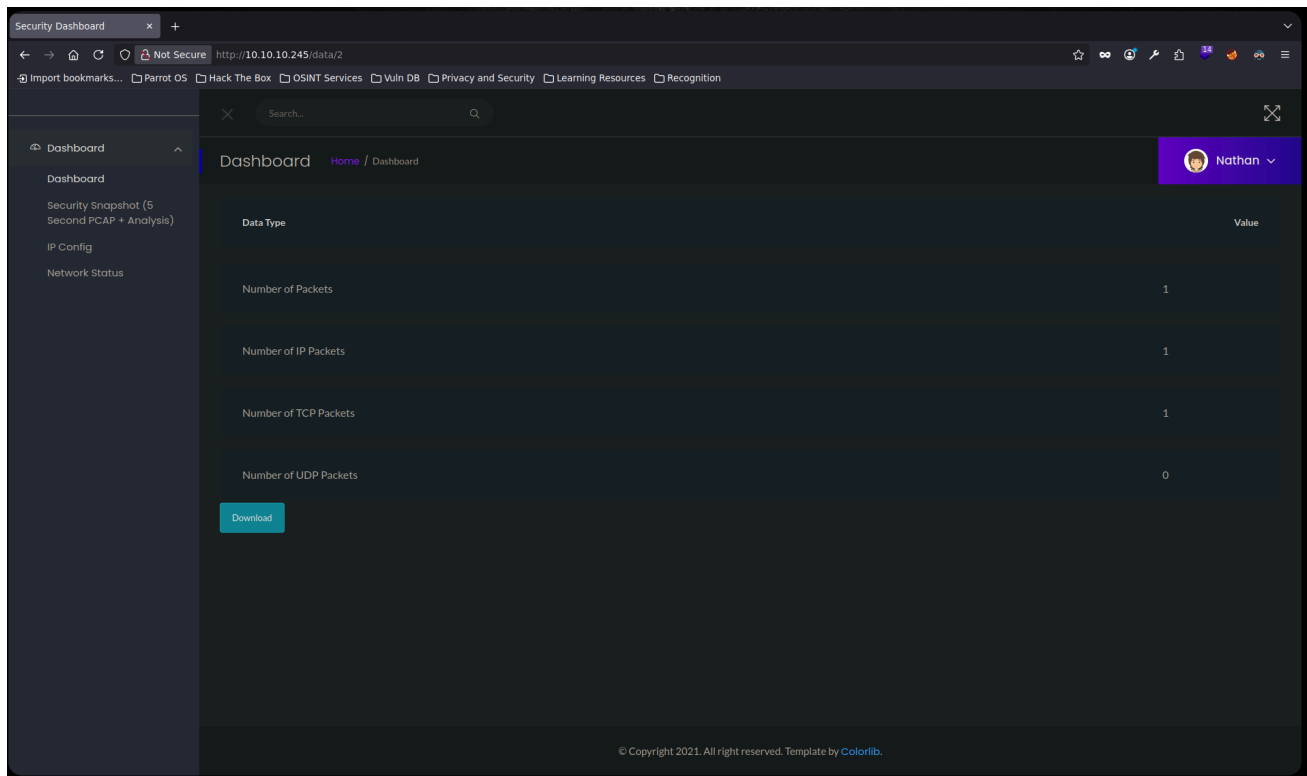 Security Dashboard
Not Secure http://10.10.10.245/data/2
14
Import bookmarks... Parrot OS Hack The Box OSINT Services Vuln DB Privacy and Security Learning Resources Recognition
Search...
Dashboard
Dashboard
Security Snapshot (5
Second PCAP + Analysis)
IP Config
Network Status
Dashboard Home / Dashboard
Nathan
Data Type Value
Number of Packets 1
Number of IP Packets 1
Number of TCP Packets 1
Number of UDP Packets 0
Download
© Copyright 2021. All right reserved. Template by Colorlib.